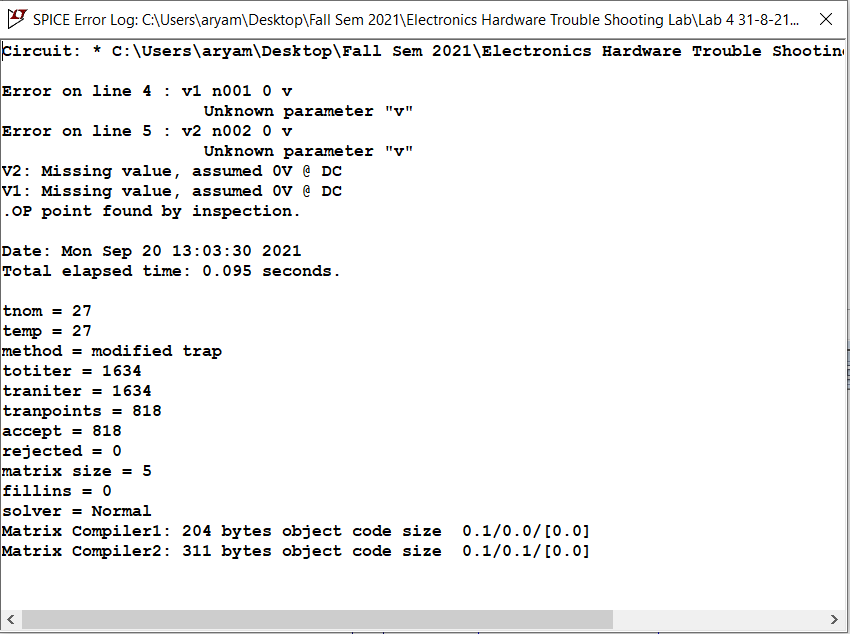 SPICE Error Log: C:\Users\aryam\Desktop\Fall Sem 2021\Electronics Hardware Trouble Shooting Lab\Lab 4 31-8-21...
Circuit: * C:\Users\aryam\Desktop\Fall Sem 2021\Electronics Hardware Trouble Shooting
Error on line 4 : v1 n001 0 v
Unknown parameter "v"
Error on line 5 : v2 n002 0 v
Unknown parameter "v"
V2: Missing value, assumed 0V @ DC
V1: Missing value, assumed 0V @ DC
.OP point found by inspection.
Date: Mon Sep 20 13:03:30 2021
Total elapsed time: 0.095 seconds.
tnom = 27
temp = 27
method = modified trap
totiter = 1634
traniter = 1634
tranpoints = 818
accept = 818
rejected = 0
matrix size = 5
fillins = 0
solver = Normal
Matrix Compiler1: 204 bytes object code size 0.1/0.0/[0.0]
Matrix Compiler2: 311 bytes object code size 0.1/0.1/[0.0]